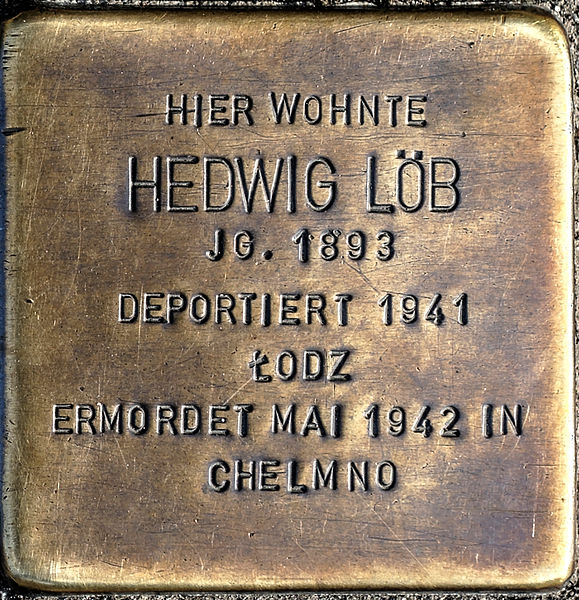 HIER WOHNTE
HEDWIG LÖB
JG. 1893
DEPORTIERT 1941
ŁODZ
ERMORDET MAI 1942 IN
CHELMNO